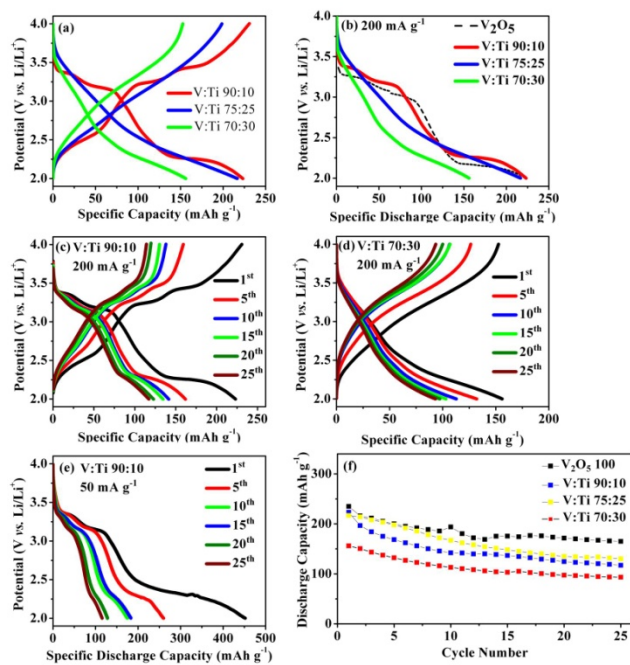 (a)
4.0
3.5
3.0
2.5
2.0
Potential (V vs. Li/Li⁺)
V:Ti 90:10
V:Ti 75:25
V:Ti 70:30
0 50 100 150 200 250
Specific Capacity (mAh g⁻¹)
(b) 200 mA g⁻¹
V₂O₅
V:Ti 90:10
V:Ti 75:25
V:Ti 70:30
4.0
3.5
3.0
2.5
2.0
Potential (V vs. Li/Li⁺)
0 50 100 150 200 250
Specific Discharge Capacity (mAh g⁻¹)
(c) V:Ti 90:10
200 mA g⁻¹
1st
5th
10th
15th
20th
25th
4.0
3.5
3.0
2.5
2.0
Potential (V vs. Li/Li⁺)
0 50 100 150 200 250
Specific Capacity (mAh g⁻¹)
(d) V:Ti 70:30
200 mA g⁻¹
1st
5th
10th
15th
20th
25th
4.0
3.5
3.0
2.5
2.0
Potential (V vs. Li/Li⁺)
0 50 100 150 200
Specific Capacity (mAh g⁻¹)
(e) V:Ti 90:10
50 mA g⁻¹
1st
5th
10th
15th
20th
25th
4.0
3.5
3.0
2.5
2.0
Potential (V vs. Li/Li⁺)
0 100 200 300 400 500
Specific Discharge Capacity (mAh g⁻¹)
(f)
V₂O₅ 100
V:Ti 90:10
V:Ti 75:25
V:Ti 70:30
300
200
100
0
Discharge Capacity (mAh g⁻¹)
0 5 10 15 20 25
Cycle Number